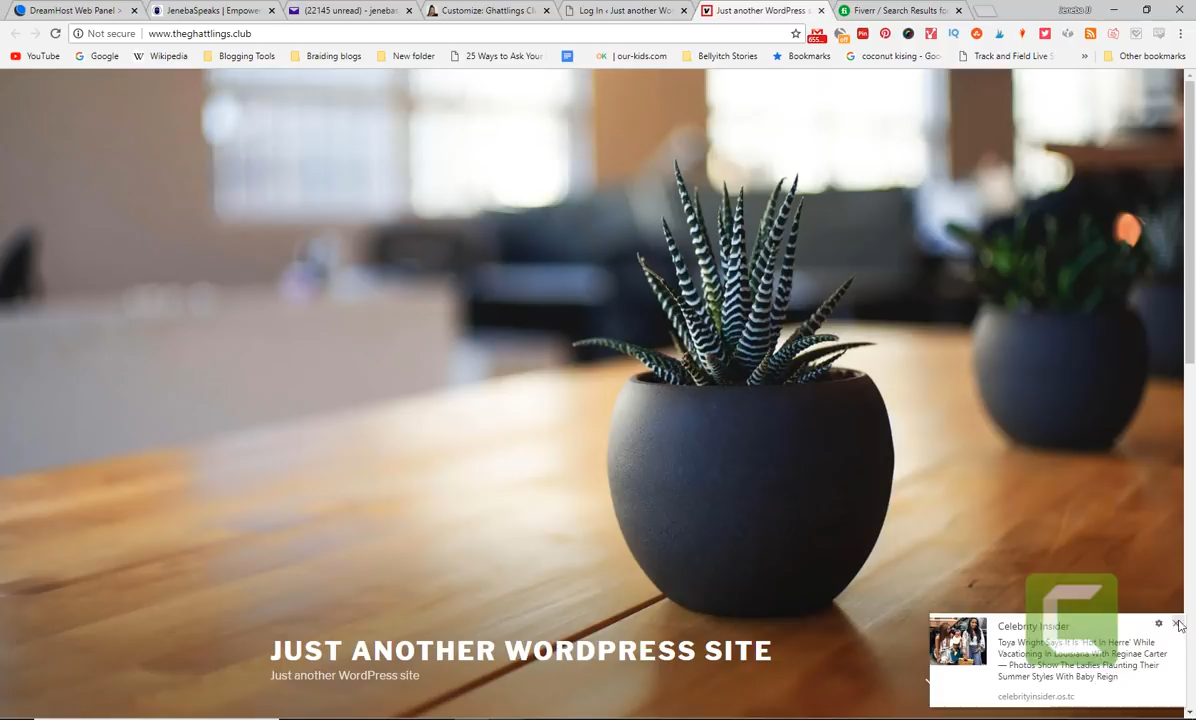 DreamHost Web Panel >
JenebaSpeaks | Empower
(22145 unread) - jenebas
Customize: Ghattlings Cl
Log In ‹ Just another Wo
Just another WordPress s
Fiverr / Search Results fo
Jeneba JJ
Not secure | www.theghattlings.club
655...
off
YouTube
Google
Wikipedia
Blogging Tools
Braiding blogs
New folder
25 Ways to Ask Your
OK | our-kids.com
Bellyitch Stories
Bookmarks
coconut kising - Goo
Track and Field Live S
»
Other bookmarks
JUST ANOTHER WORDPRESS SITE
Just another WordPress site
Celebrity Insider
Toya Wright Says It Is 'Hot In Herre' While
Vacationing In Louisiana With Reginae Carter
— Photos Show The Ladies Flaunting Their
Summer Styles With Baby Reign
celebrityinsider.os.tc